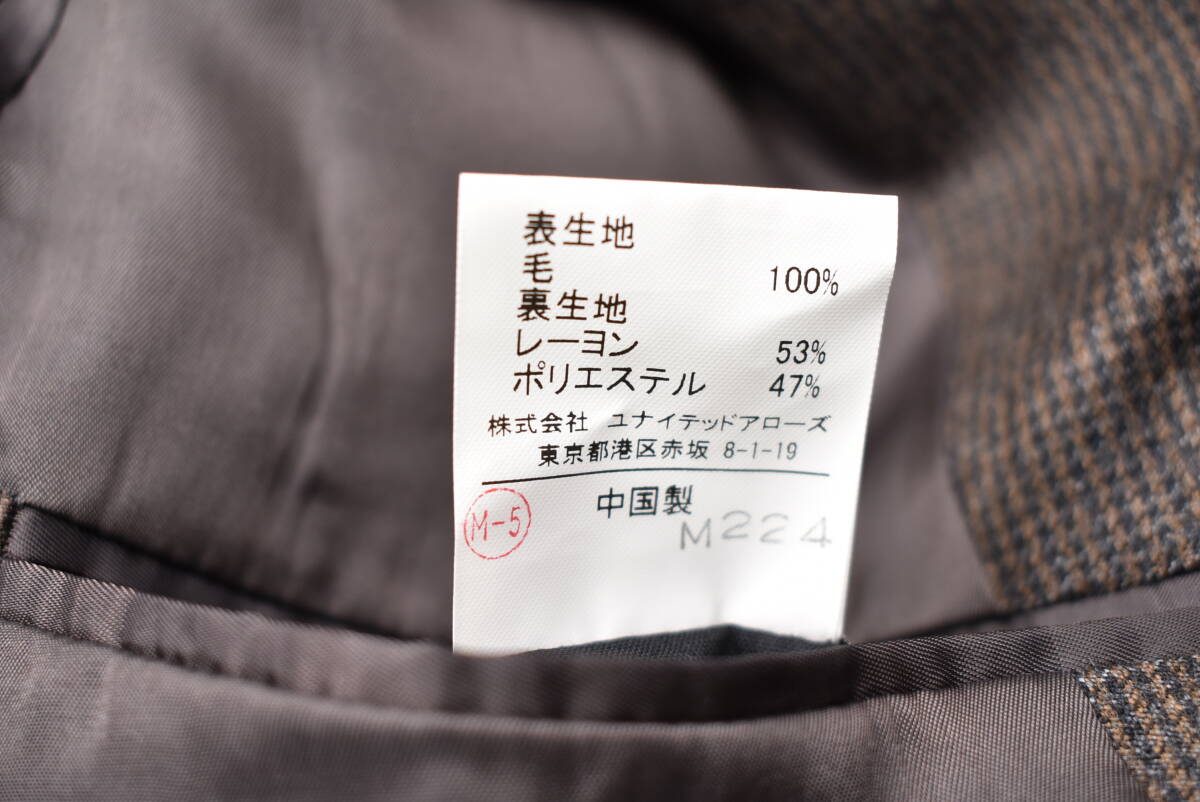 表生地
毛 100%
裏生地
レーヨン 53%
ポリエステル 47%
株式会社 ユナイテッドアローズ
東京都港区赤坂 8-1-19
中国製
M-5
M224